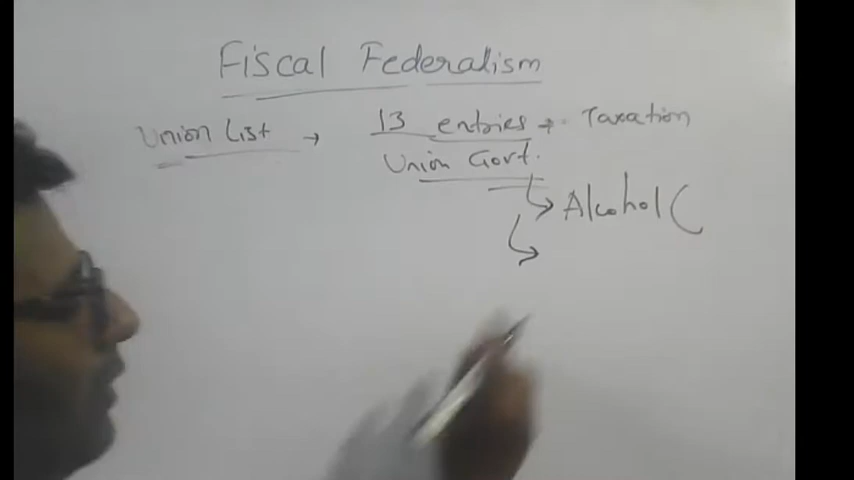 Fiscal Federalism
Union List → 13 entries → Taxation
Union Govt.
↳ Alcohol (
↳